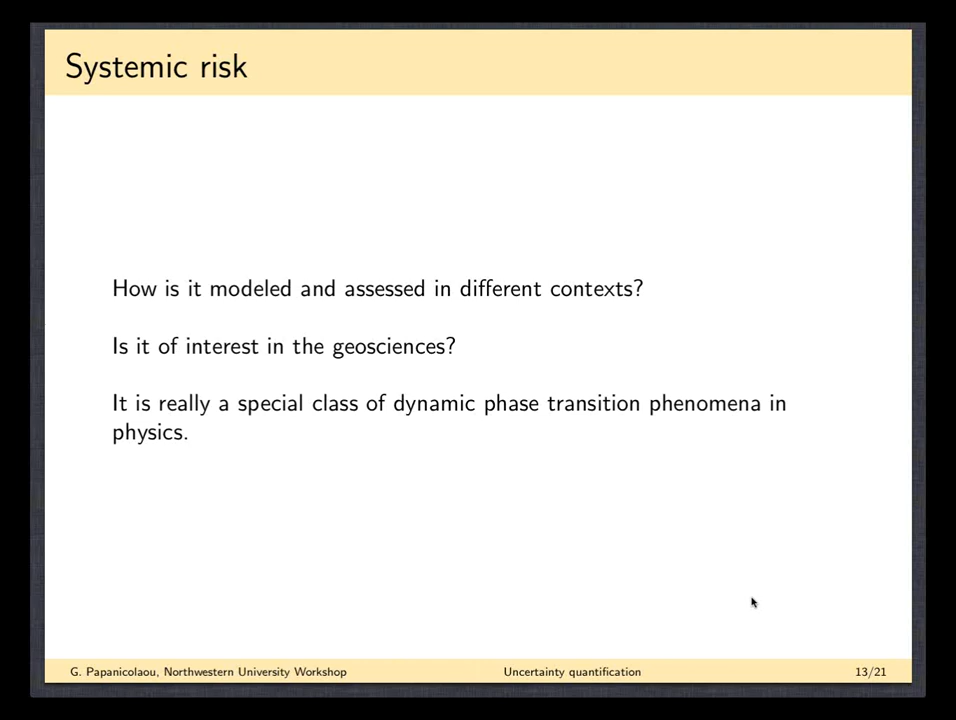 Systemic risk
How is it modeled and assessed in different contexts?
Is it of interest in the geosciences?
It is really a special class of dynamic phase transition phenomena in
physics.
G. Papanicolaou, Northwestern University Workshop
Uncertainty quantification
13/21